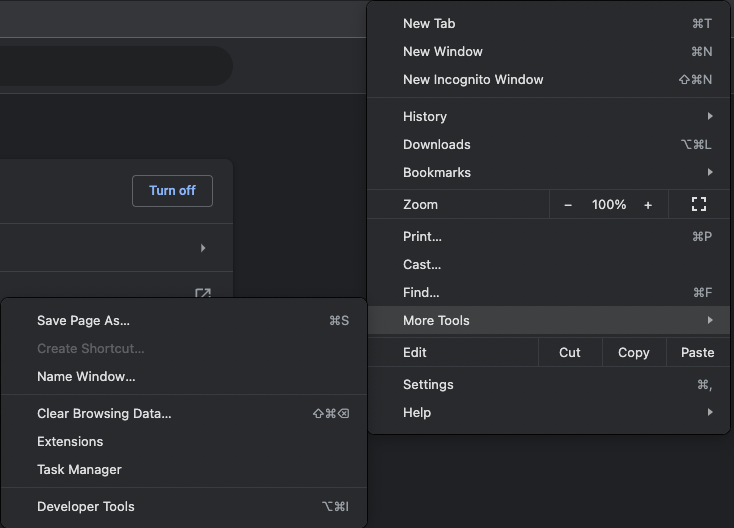 New Tab ⌘T
New Window ⌘N
New Incognito Window ⇧⌘N
History
Downloads ⌥⌘L
Bookmarks
Zoom − 100% +
Print... ⌘P
Cast...
Find... ⌘F
More Tools
Edit Cut Copy Paste
Settings ⌘,
Help
Turn off
Save Page As... ⌘S
Create Shortcut...
Name Window...
Clear Browsing Data... ⇧⌘⌫
Extensions
Task Manager
Developer Tools ⌥⌘I